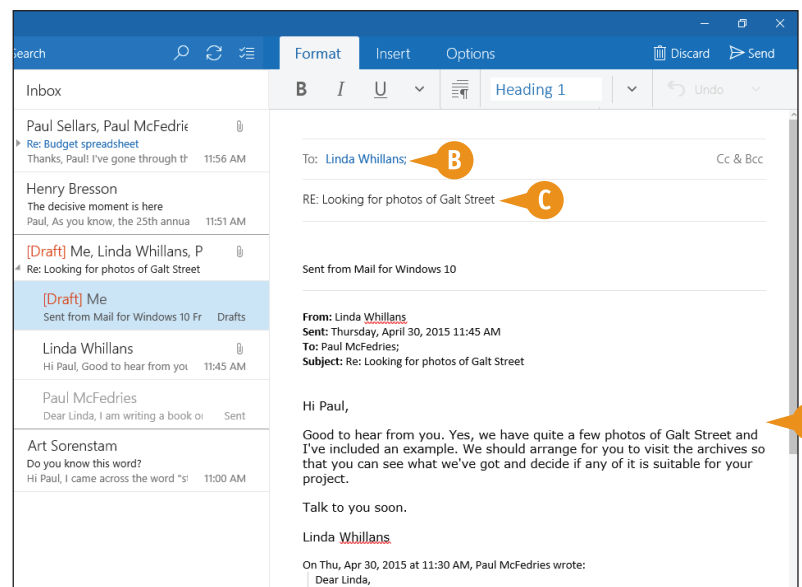 Search
Format Insert Options Discard Send
Inbox
B I U Heading 1 Undo
Paul Sellars, Paul McFedrie
Re: Budget spreadsheet
Thanks, Paul! I've gone through th 11:56 AM
Henry Bresson
The decisive moment is here
Paul, As you know, the 25th annua 11:51 AM
[Draft] Me, Linda Whillans, P
Re: Looking for photos of Galt Street
[Draft] Me
Sent from Mail for Windows 10 Fr Drafts
Linda Whillans
Hi Paul, Good to hear from you 11:45 AM
Paul McFedries
Dear Linda, I am writing a book o Sent
Art Sorenstam
Do you know this word?
Hi Paul, I came across the word "s 11:00 AM
To: Linda Whillans; B Cc & Bcc
RE: Looking for photos of Galt Street C
Sent from Mail for Windows 10
From: Linda Whillans
Sent: Thursday, April 30, 2015 11:45 AM
To: Paul McFedries;
Subject: Re: Looking for photos of Galt Street
Hi Paul,
Good to hear from you. Yes, we have quite a few photos of Galt Street and
I've included an example. We should arrange for you to visit the archives so
that you can see what we've got and decide if any of it is suitable for your
project.
Talk to you soon.
Linda Whillans
On Thu, Apr 30, 2015 at 11:30 AM, Paul McFedries wrote:
Dear Linda,